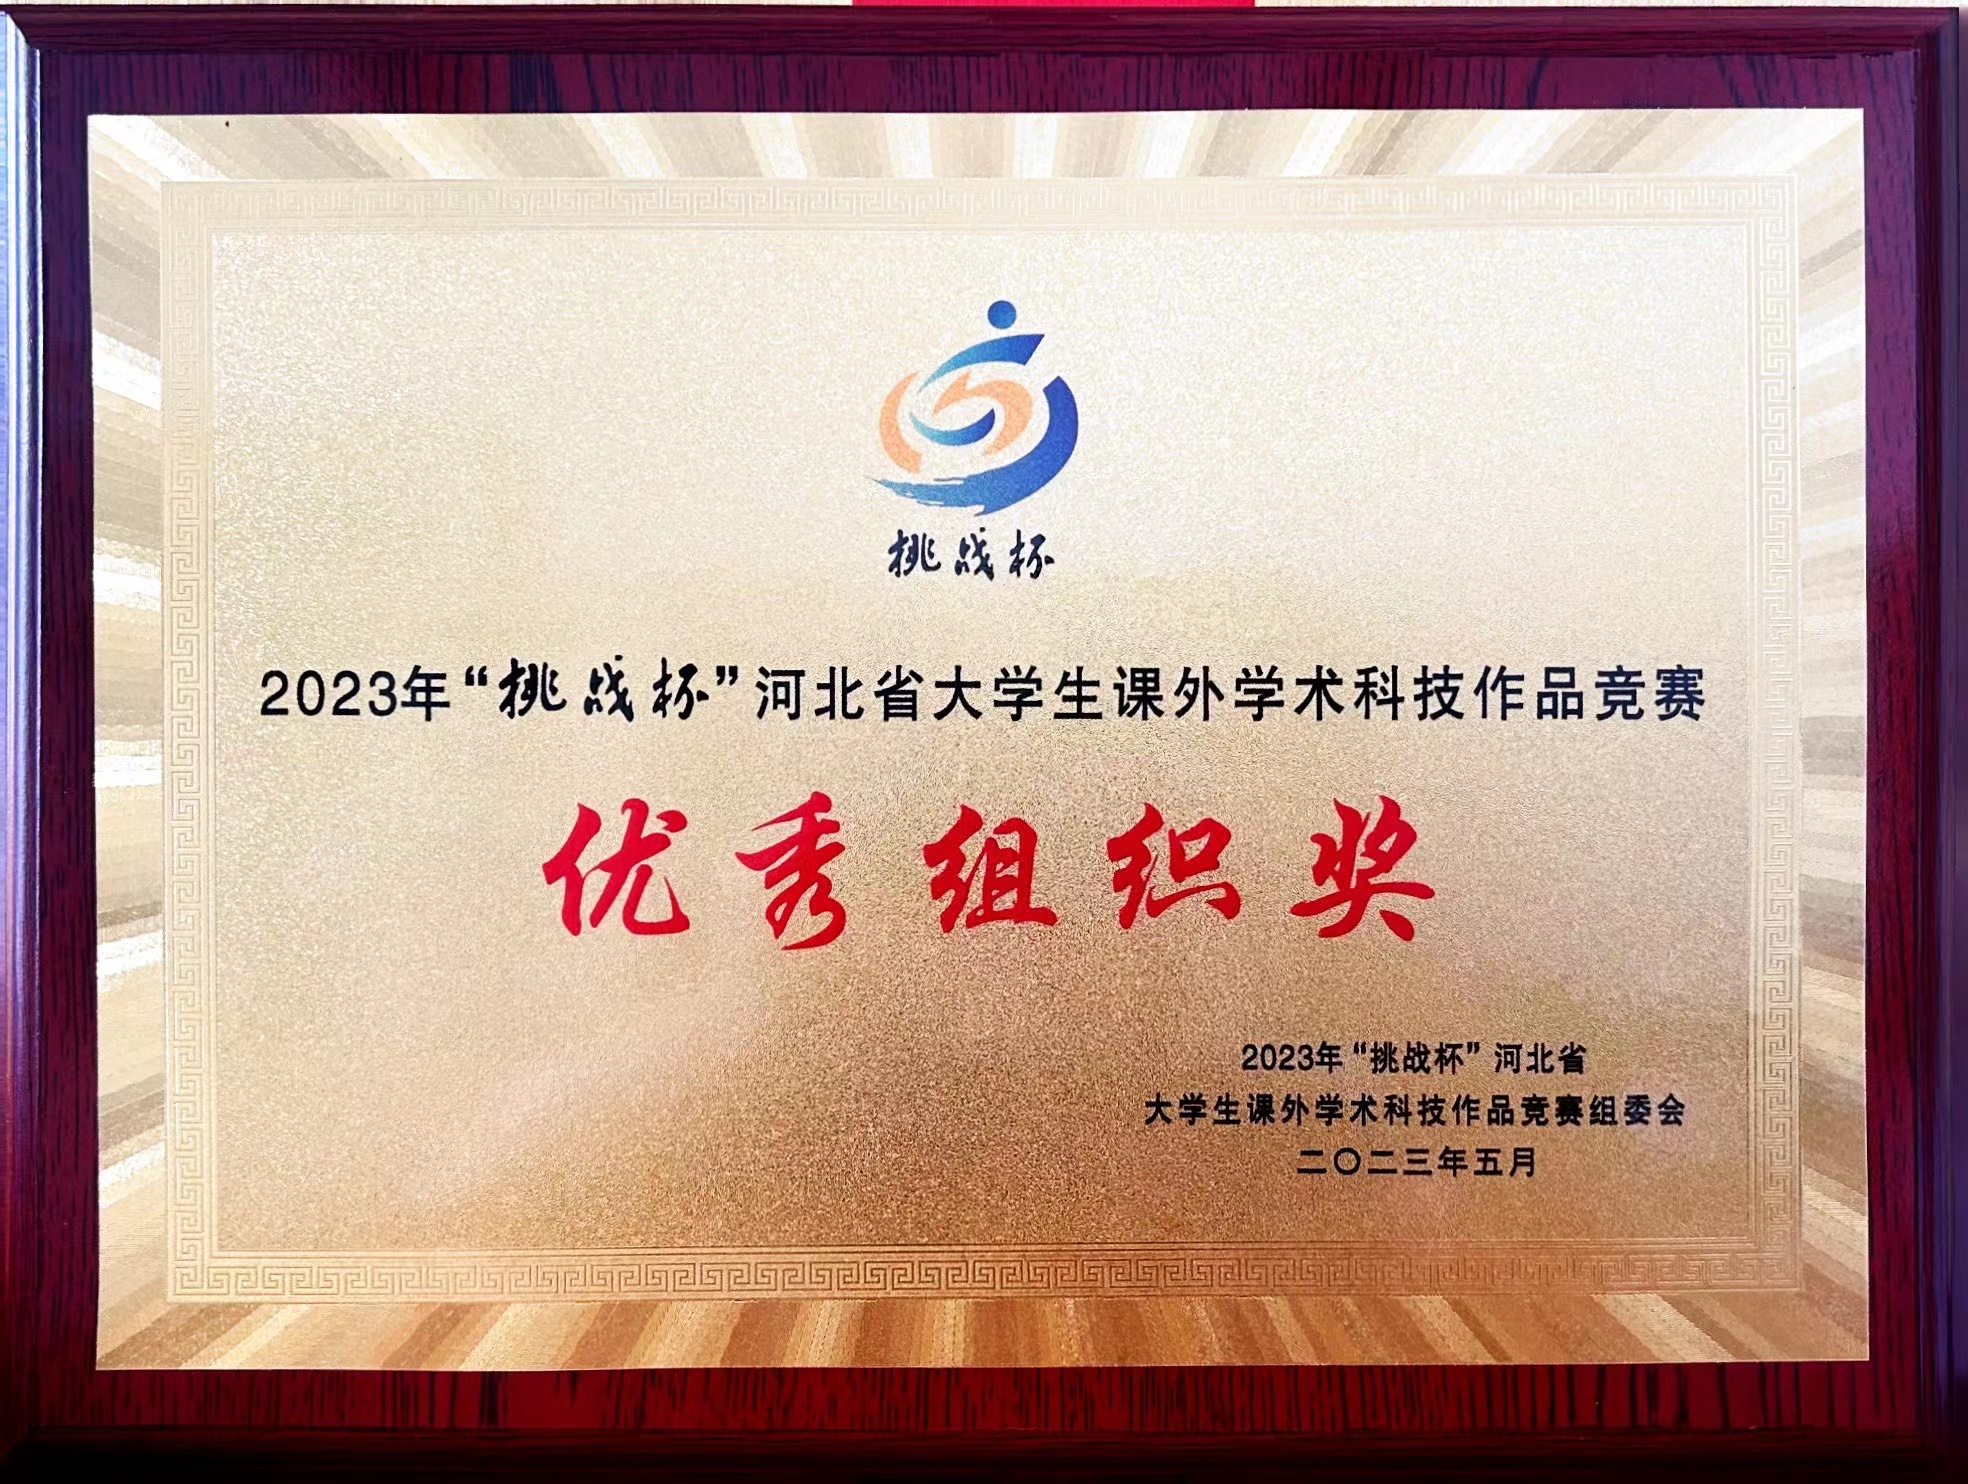 挑战杯
2023年“挑战杯”河北省大学生课外学术科技作品竞赛
优秀组织奖
2023年“挑战杯”河北省
大学生课外学术科技作品竞赛组委会
二〇二三年五月